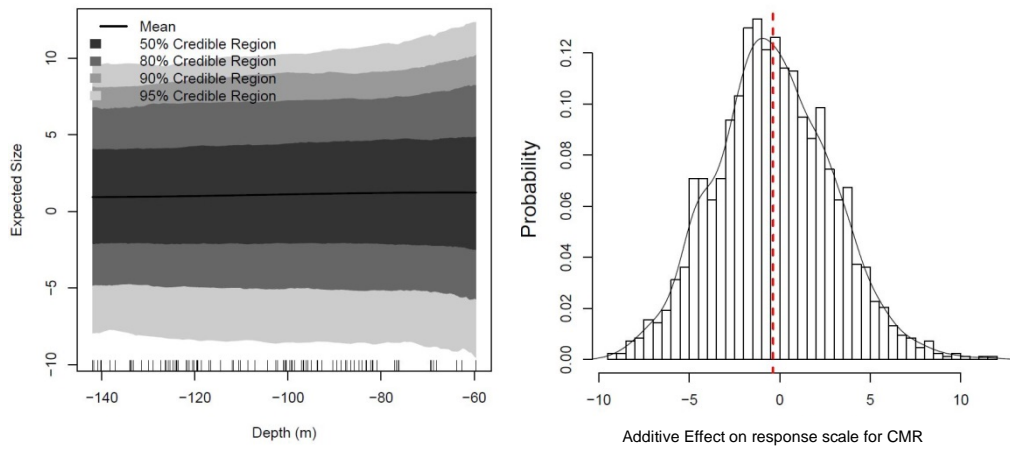 Mean
50% Credible Region
80% Credible Region
90% Credible Region
95% Credible Region
Expected Size
10
5
0
−5
−10
−140
−120
−100
−80
−60
Depth (m)
Probability
0.12
0.10
0.08
0.06
0.04
0.02
0.00
−10
−5
0
5
10
Additive Effect on response scale for CMR